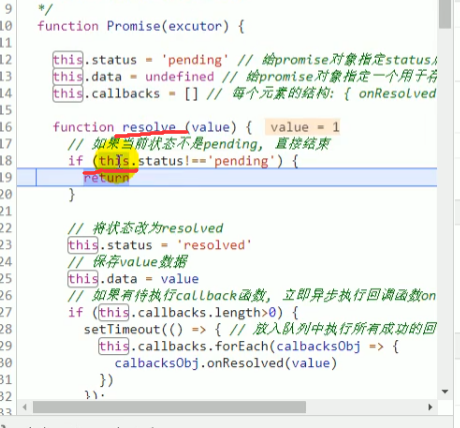 9 */
10 function Promise(excutor) {
11
12 this.status = 'pending' // 给promise对象指定status
13 this.data = undefined // 给promise对象指定一个用于存
14 this.callbacks = [] // 每个元素的结构: { onResolved
15
16 function resolve (value) { value = 1
17 // 如果当前状态不是pending, 直接结束
18 if (this.status!=='pending') {
19 return
20 }
21
22 // 将状态改为resolved
23 this.status = 'resolved'
24 // 保存value数据
25 this.data = value
26 // 如果有待执行callback函数, 立即异步执行回调函数on
27 if (this.callbacks.length>0) {
28 setTimeout(() => { // 放入队列中执行所有成功的回
29 this.callbacks.forEach(calbacksObj => {
30 calbacksObj.onResolved(value)
31 })
32 });
33